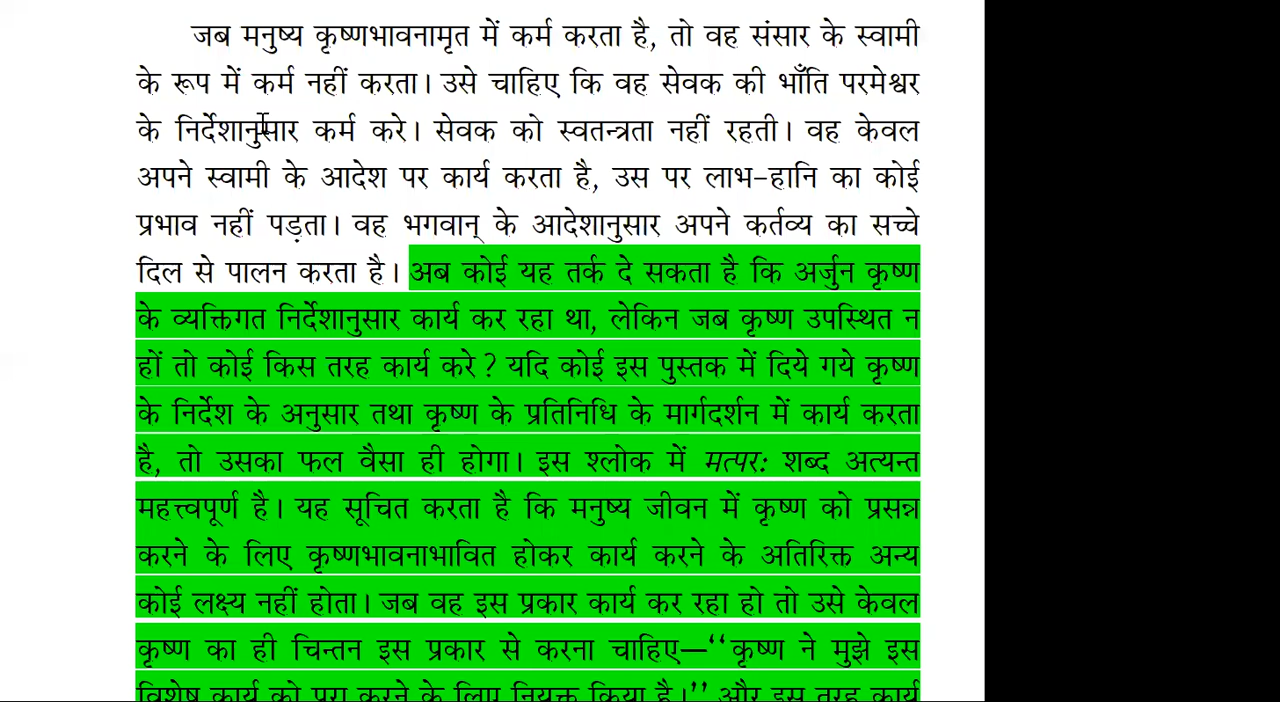 जब मनुष्य कृष्णभावनामृत में कर्म करता है, तो वह संसार के स्वामी
के रूप में कर्म नहीं करता। उसे चाहिए कि वह सेवक की भाँति परमेश्वर
के निर्देशानुसार कर्म करे। सेवक को स्वतन्त्रता नहीं रहती। वह केवल
अपने स्वामी के आदेश पर कार्य करता है, उस पर लाभ-हानि का कोई
प्रभाव नहीं पड़ता। वह भगवान् के आदेशानुसार अपने कर्तव्य का सच्चे
दिल से पालन करता है। अब कोई यह तर्क दे सकता है कि अर्जुन कृष्ण
के व्यक्तिगत निर्देशानुसार कार्य कर रहा था, लेकिन जब कृष्ण उपस्थित न
हों तो कोई किस तरह कार्य करे? यदि कोई इस पुस्तक में दिये गये कृष्ण
के निर्देश के अनुसार तथा कृष्ण के प्रतिनिधि के मार्गदर्शन में कार्य करता
है, तो उसका फल वैसा ही होगा। इस श्लोक में मत्परः शब्द अत्यन्त
महत्त्वपूर्ण है। यह सूचित करता है कि मनुष्य जीवन में कृष्ण को प्रसन्न
करने के लिए कृष्णभावनाभावित होकर कार्य करने के अतिरिक्त अन्य
कोई लक्ष्य नहीं होता। जब वह इस प्रकार कार्य कर रहा हो तो उसे केवल
कृष्ण का ही चिन्तन इस प्रकार से करना चाहिए—‘‘कृष्ण ने मुझे इस
विशेष कार्य को पूरा करने के लिए नियुक्त किया है।’’ और इस तरह कार्य